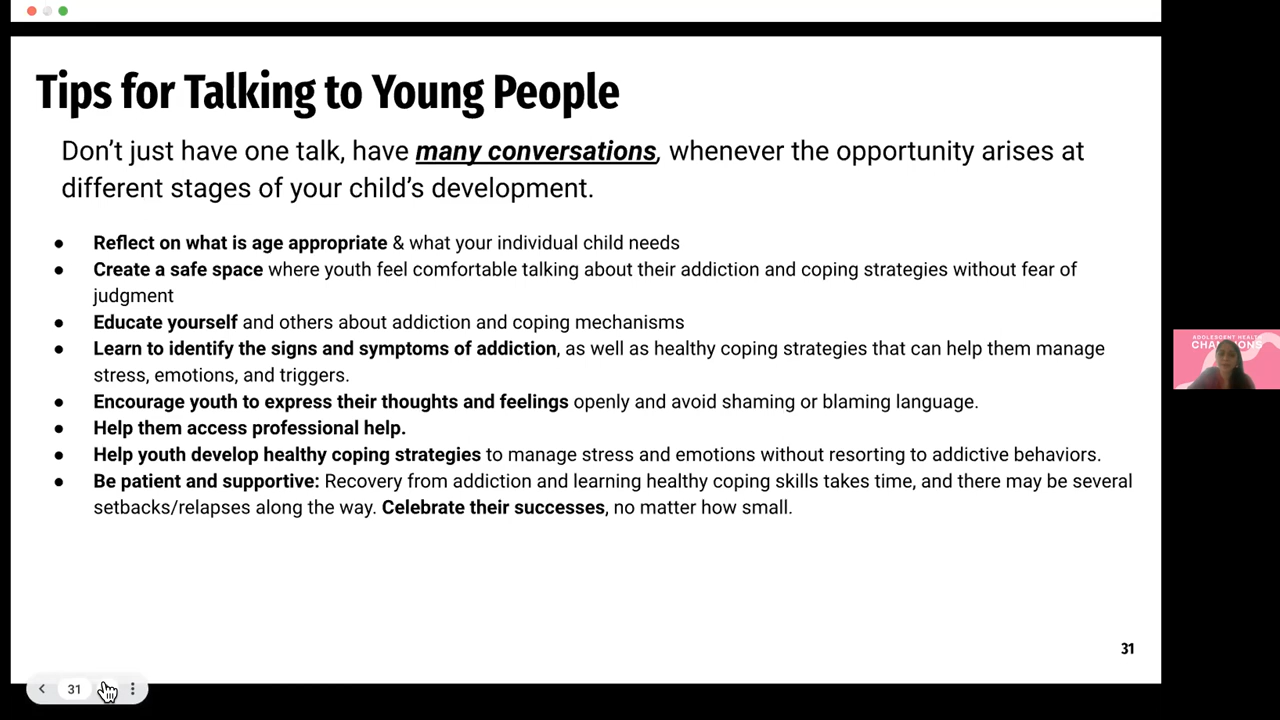 Tips for Talking to Young People
Don't just have one talk, have many conversations, whenever the opportunity arises at
different stages of your child's development.
● Reflect on what is age appropriate & what your individual child needs
● Create a safe space where youth feel comfortable talking about their addiction and coping strategies without fear of
judgment
● Educate yourself and others about addiction and coping mechanisms
● Learn to identify the signs and symptoms of addiction, as well as healthy coping strategies that can help them manage
stress, emotions, and triggers.
● Encourage youth to express their thoughts and feelings openly and avoid shaming or blaming language.
● Help them access professional help.
● Help youth develop healthy coping strategies to manage stress and emotions without resorting to addictive behaviors.
● Be patient and supportive: Recovery from addiction and learning healthy coping skills takes time, and there may be several
setbacks/relapses along the way. Celebrate their successes, no matter how small.
ADOLESCENT HEALTH
31
31